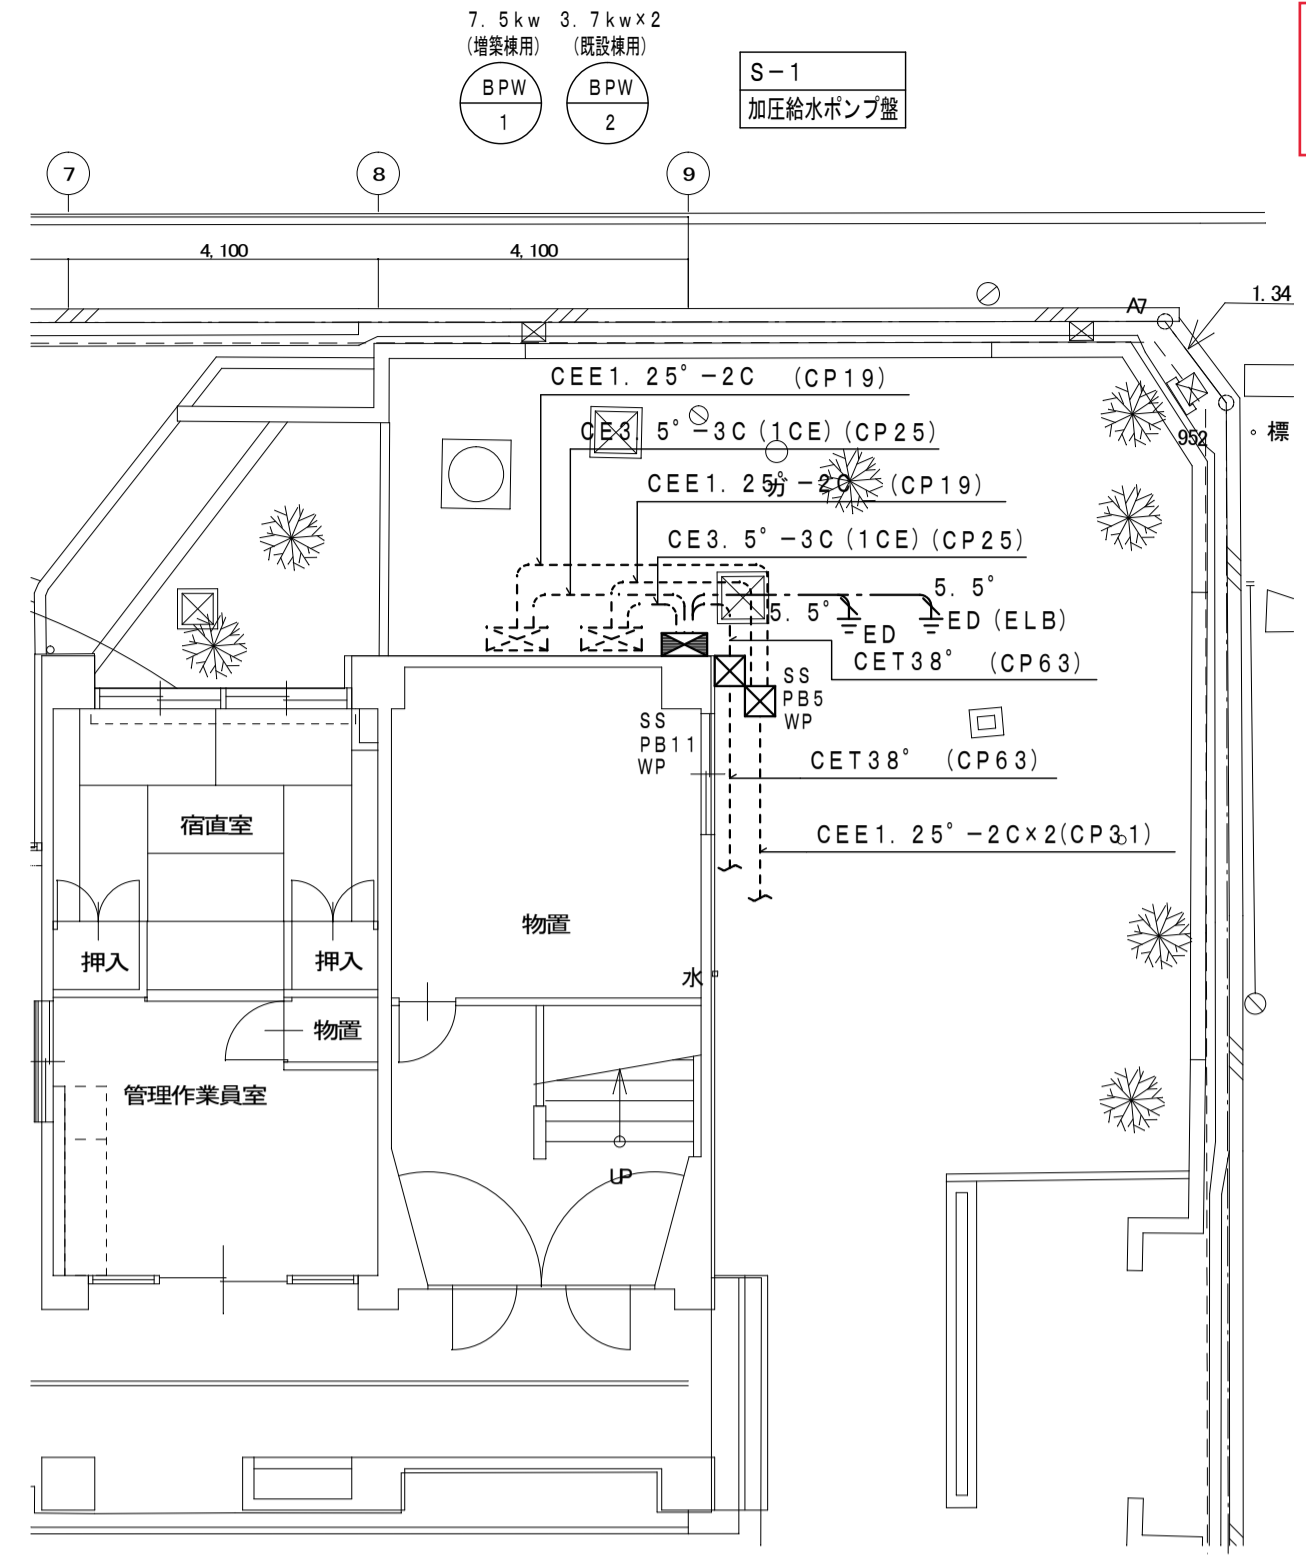 7.5kw 3.7kw×2
(増築棟用) (既設棟用)
BPW BPW
1 2
S-1
加圧給水ポンプ盤
7 8 9
4,100 4,100
1.34
A7
CEE1.25°-2C (CP19)
CE3.5°-3C(1CE)(CP25)
952
標
CEE1.25°-2C (CP19)
ガ
CE3.5°-3C(1CE)(CP25)
5.5°
5.5°
ED(ELB)
ED
CET38° (CP63)
SS
PB5
WP
SS
PB11
WP
CET38° (CP63)
CEE1.25°-2C×2(CP31)
宿直室
物置
押入 押入
水
物置
管理作業員室
UP